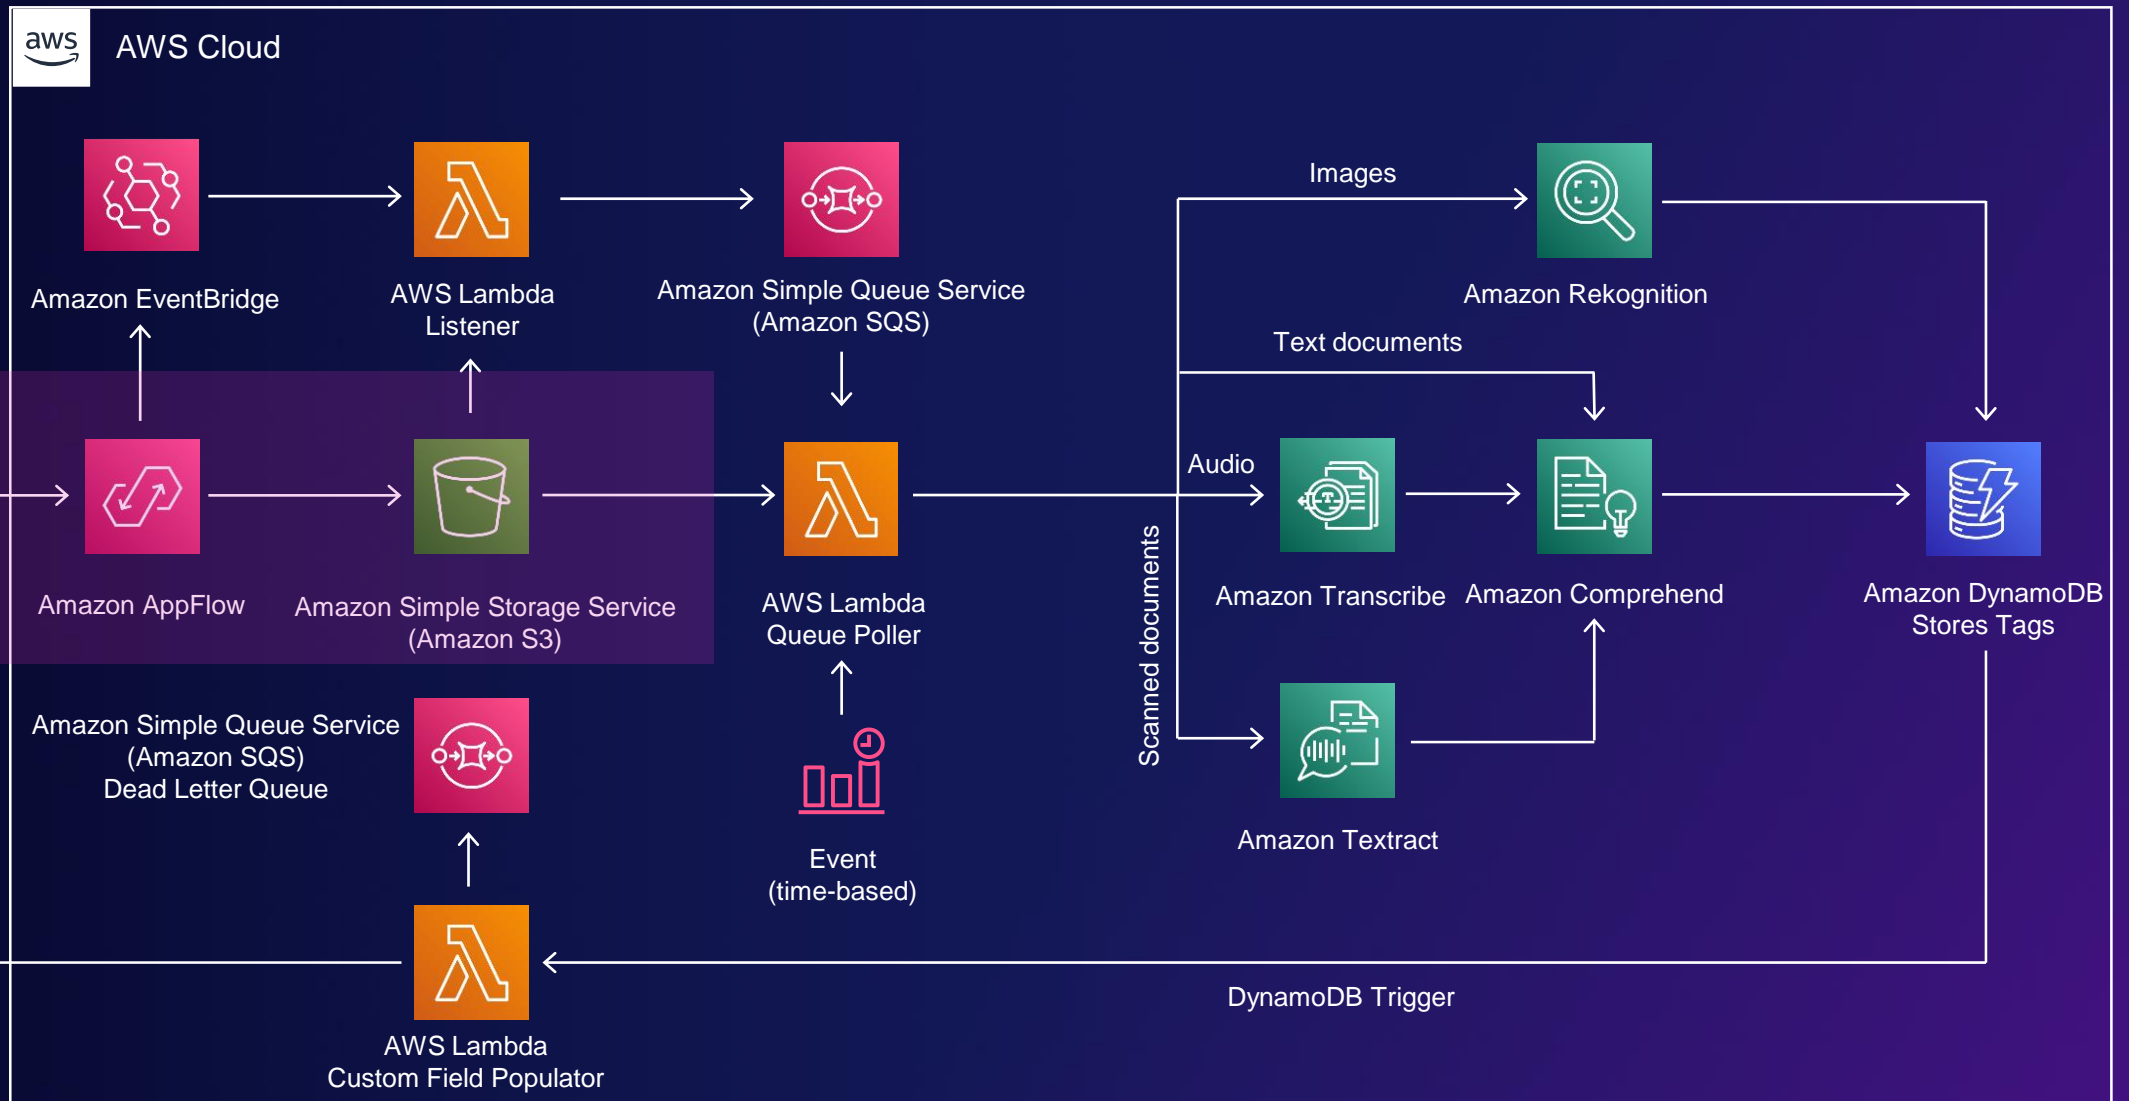 aws
AWS Cloud
Amazon EventBridge
AWS Lambda
Listener
Amazon Simple Queue Service
(Amazon SQS)
Images
Amazon Rekognition
Text documents
Audio
Scanned documents
Amazon AppFlow
Amazon Simple Storage Service
(Amazon S3)
AWS Lambda
Queue Poller
Amazon Transcribe
Amazon Comprehend
Amazon DynamoDB
Stores Tags
Amazon Simple Queue Service
(Amazon SQS)
Dead Letter Queue
Event
(time-based)
Amazon Textract
DynamoDB Trigger
AWS Lambda
Custom Field Populator